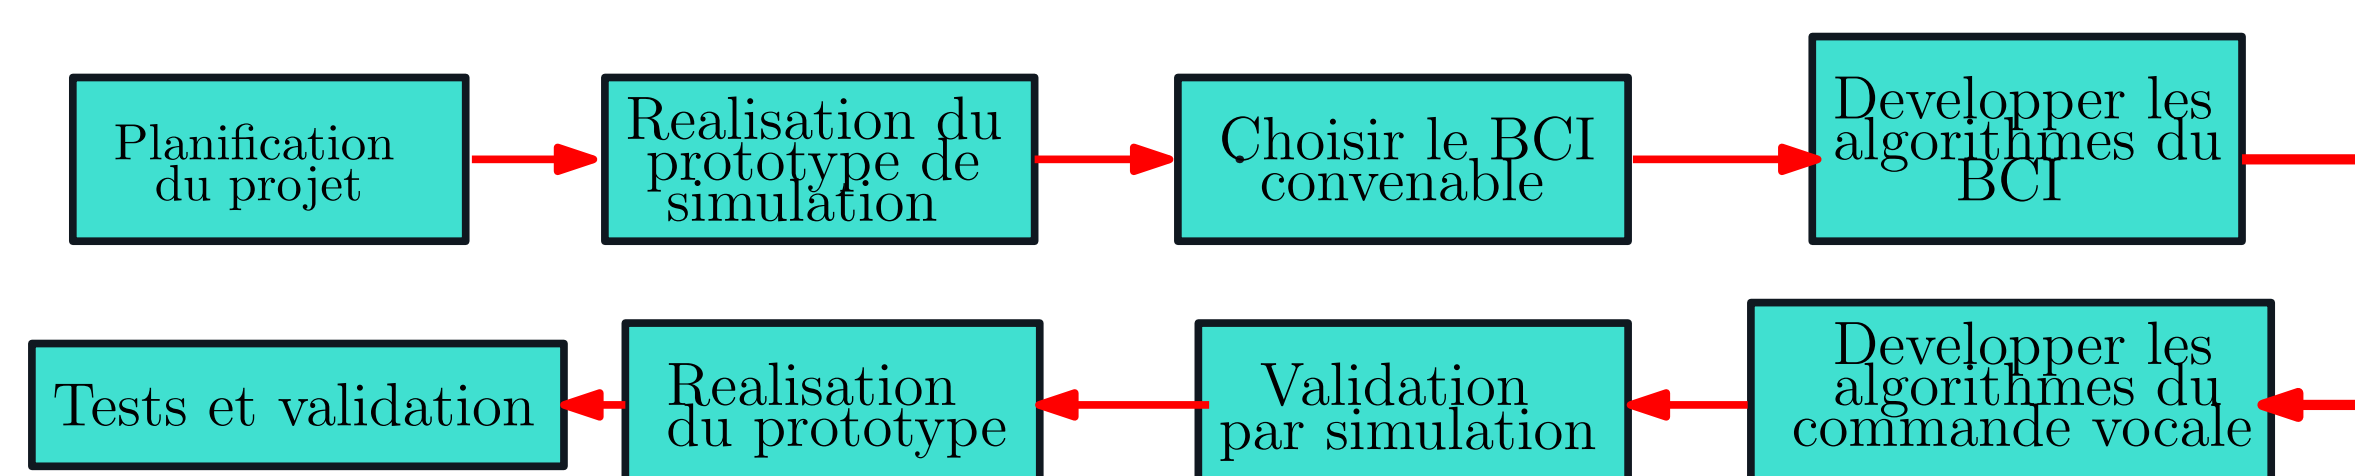 Planification
du projet
Realisation du
prototype de
simulation
Choisir le BCI
convenable
Developper les
algorithmes du
BCI
Developper les
algorithmes du
commande vocale
Validation
par simulation
Realisation
du prototype
Tests et validation